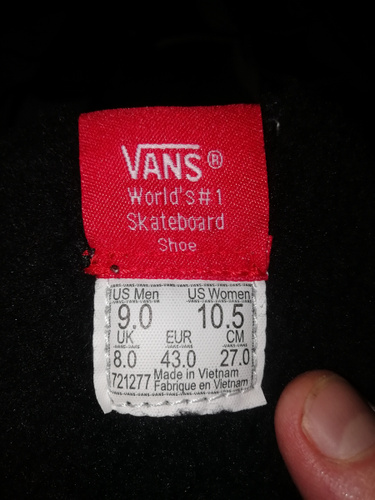 VANS®
World's #1
Skateboard
Shoe
US Men US Women
9.0 10.5
UK EUR CM
8.0 43.0 27.0
721277 Made in Vietnam
Fabrique en Vietnam